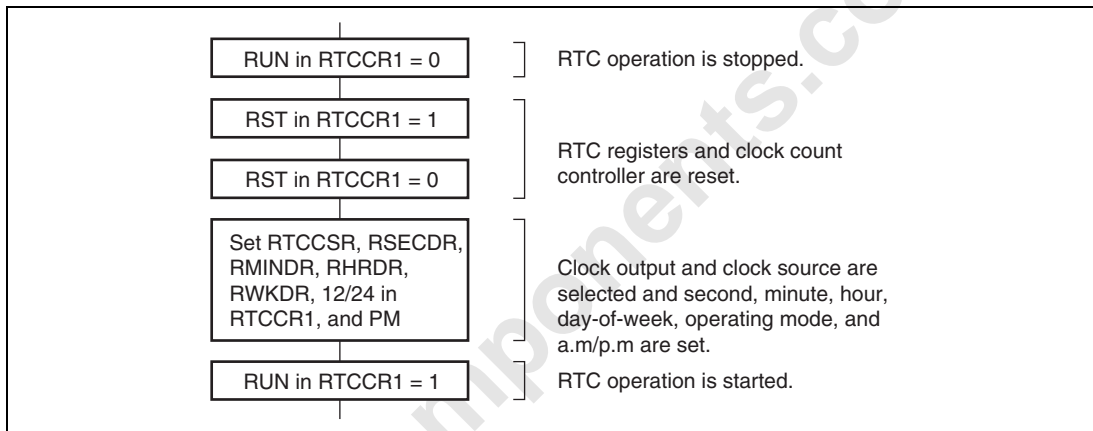 RUN in RTCCR1 = 0
RTC operation is stopped.
RST in RTCCR1 = 1
RST in RTCCR1 = 0
RTC registers and clock count
controller are reset.
Set RTCCSR, RSECDR,
RMINDR, RHRDR,
RWKDR, 12/24 in
RTCCR1, and PM
Clock output and clock source are
selected and second, minute, hour,
day-of-week, operating mode, and
a.m/p.m are set.
RUN in RTCCR1 = 1
RTC operation is started.
mponents.co